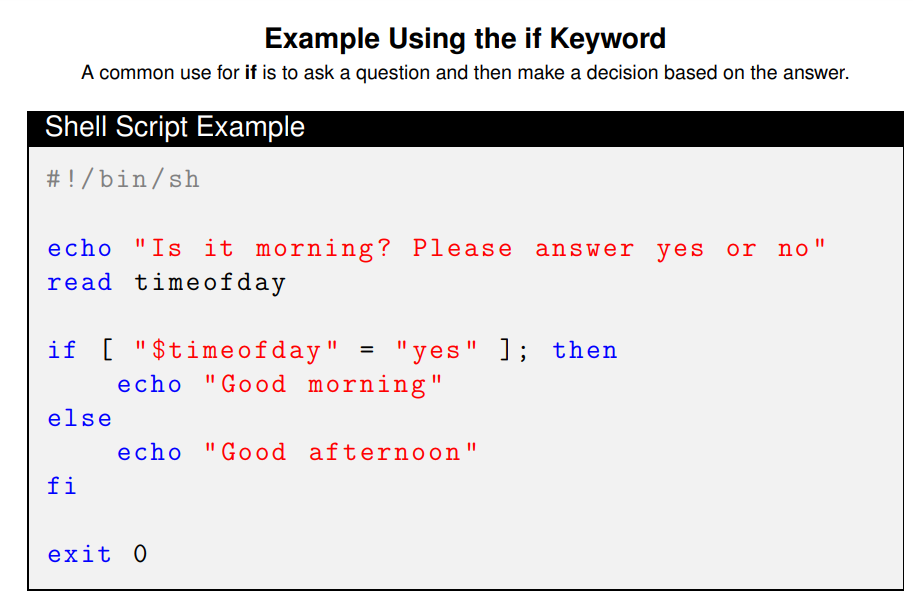 Example Using the if Keyword
A common use for if is to ask a question and then make a decision based on the answer.
Shell Script Example
#!/bin/sh
echo "Is it morning? Please answer yes or no"
read timeofday
if [ "$timeofday" = "yes" ]; then
    echo "Good morning"
else
    echo "Good afternoon"
fi
exit 0